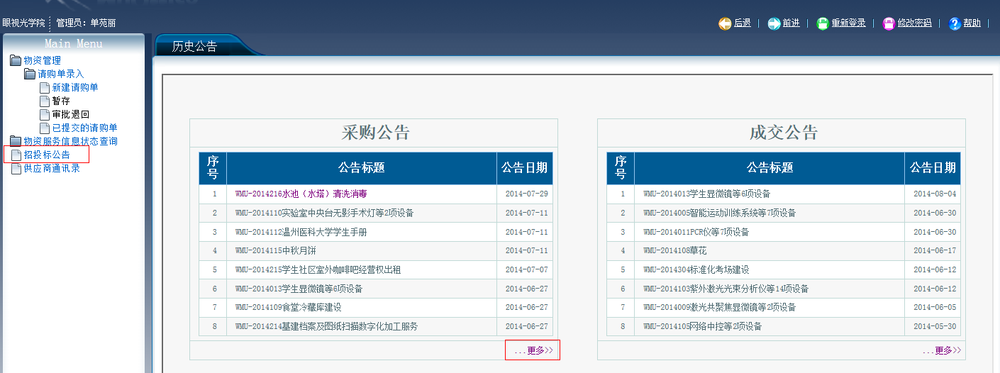 眼视光学院 管理员：单苑丽
后退 | 前进 | 重新登录 | 修改密码 | 帮助 |
Main Menu
物资管理
请购单录入
新建请购单
暂存
审批退回
已提交的请购单
物资服务信息状态查询
招投标公告
供应商通讯录
历史公告
采购公告
序号 公告标题 公告日期
1 WMU-2014216水池（水塔）清洗消毒 2014-07-29
2 WMU-2014110实验室中央台无影手术灯等2项设备 2014-07-11
3 WMU-2014112温州医科大学学生手册 2014-07-11
4 WMU-2014115中秋月饼 2014-07-11
5 WMU-2014215学生社区室外咖啡吧经营权出租 2014-07-07
6 WMU-2014013学生显微镜等6项设备 2014-06-27
7 WMU-2014109食堂冷藏库建设 2014-06-27
8 WMU-2014214基建档案及图纸扫描数字化加工服务 2014-06-27
...更多>>
成交公告
序号 公告标题 公告日期
1 WMU-2014013学生显微镜等6项设备 2014-08-04
2 WMU-2014005智能运动训练系统等7项设备 2014-06-30
3 WMU-2014011PCR仪等7项设备 2014-06-30
4 WMU-2014108草花 2014-06-17
5 WMU-2014304标准化考场建设 2014-06-12
6 WMU-2014103紫外激光光束分析仪等14项设备 2014-06-12
7 WMU-2014009激光共聚焦显微镜等2项设备 2014-06-05
8 WMU-2014105网络中控等2项设备 2014-05-30
...更多>>